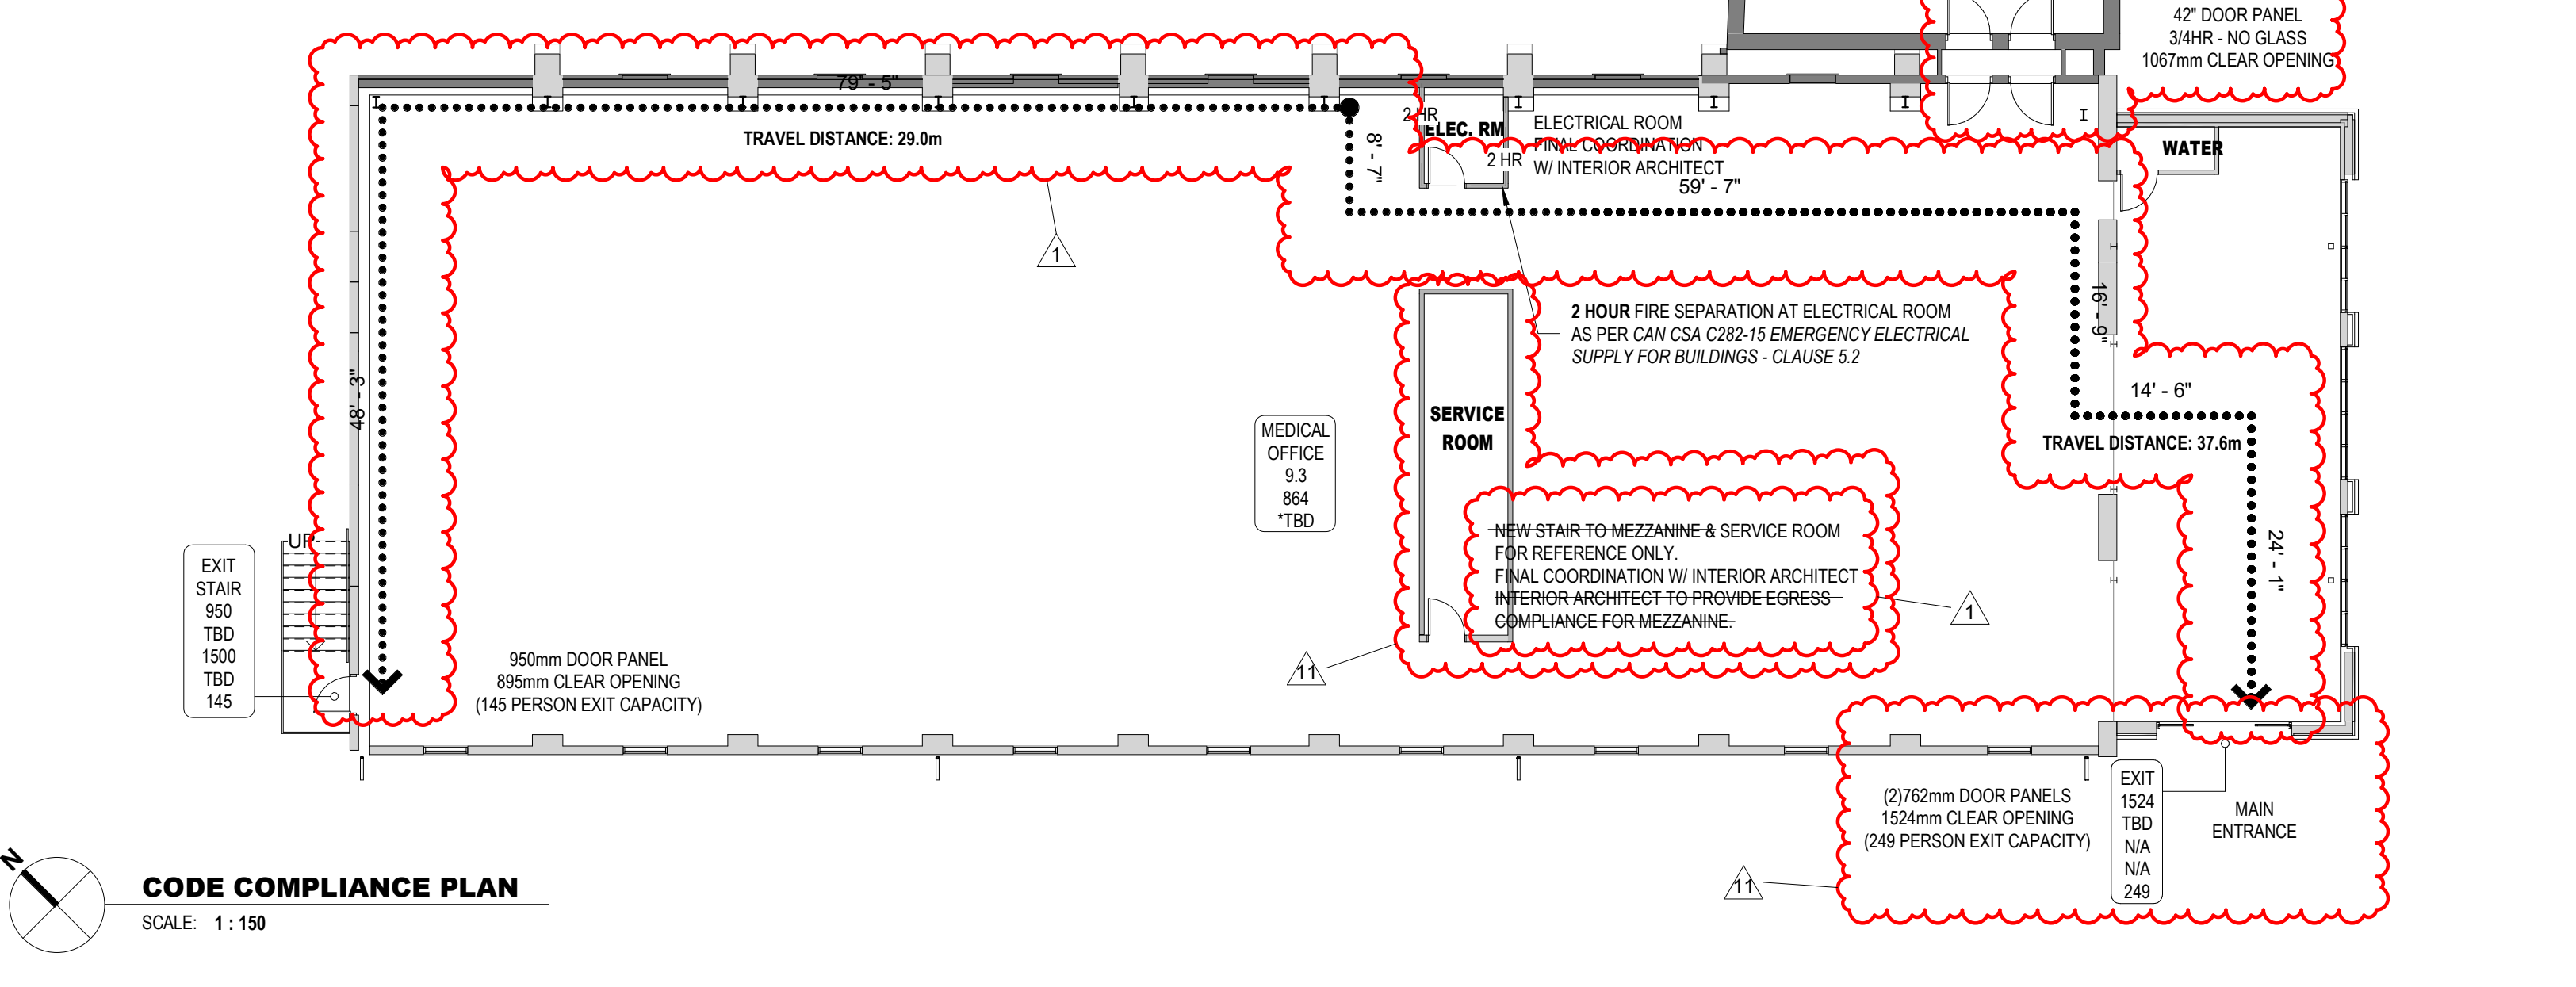 42" DOOR PANEL
3/4HR - NO GLASS
1067mm CLEAR OPENING
79' - 5"
TRAVEL DISTANCE: 29.0m
8' - 7"
2 HR
ELEC. RM
2 HR
ELECTRICAL ROOM
FINAL COORDINATION
W/ INTERIOR ARCHITECT
59' - 7"
WATER
1
2 HOUR FIRE SEPARATION AT ELECTRICAL ROOM
AS PER CAN CSA C282-15 EMERGENCY ELECTRICAL
SUPPLY FOR BUILDINGS - CLAUSE 5.2
16' - 9"
14' - 6"
TRAVEL DISTANCE: 37.6m
48' - 3"
SERVICE
ROOM
MEDICAL
OFFICE
9.3
864
*TBD
NEW STAIR TO MEZZANINE & SERVICE ROOM
FOR REFERENCE ONLY.
FINAL COORDINATION W/ INTERIOR ARCHITECT
INTERIOR ARCHITECT TO PROVIDE EGRESS
COMPLIANCE FOR MEZZANINE.
24' - 1"
1
11
UP
EXIT
STAIR
950
TBD
1500
TBD
145
950mm DOOR PANEL
895mm CLEAR OPENING
(145 PERSON EXIT CAPACITY)
(2)762mm DOOR PANELS
1524mm CLEAR OPENING
(249 PERSON EXIT CAPACITY)
EXIT
1524
TBD
N/A
N/A
249
MAIN
ENTRANCE
11
N
CODE COMPLIANCE PLAN
SCALE: 1 : 150